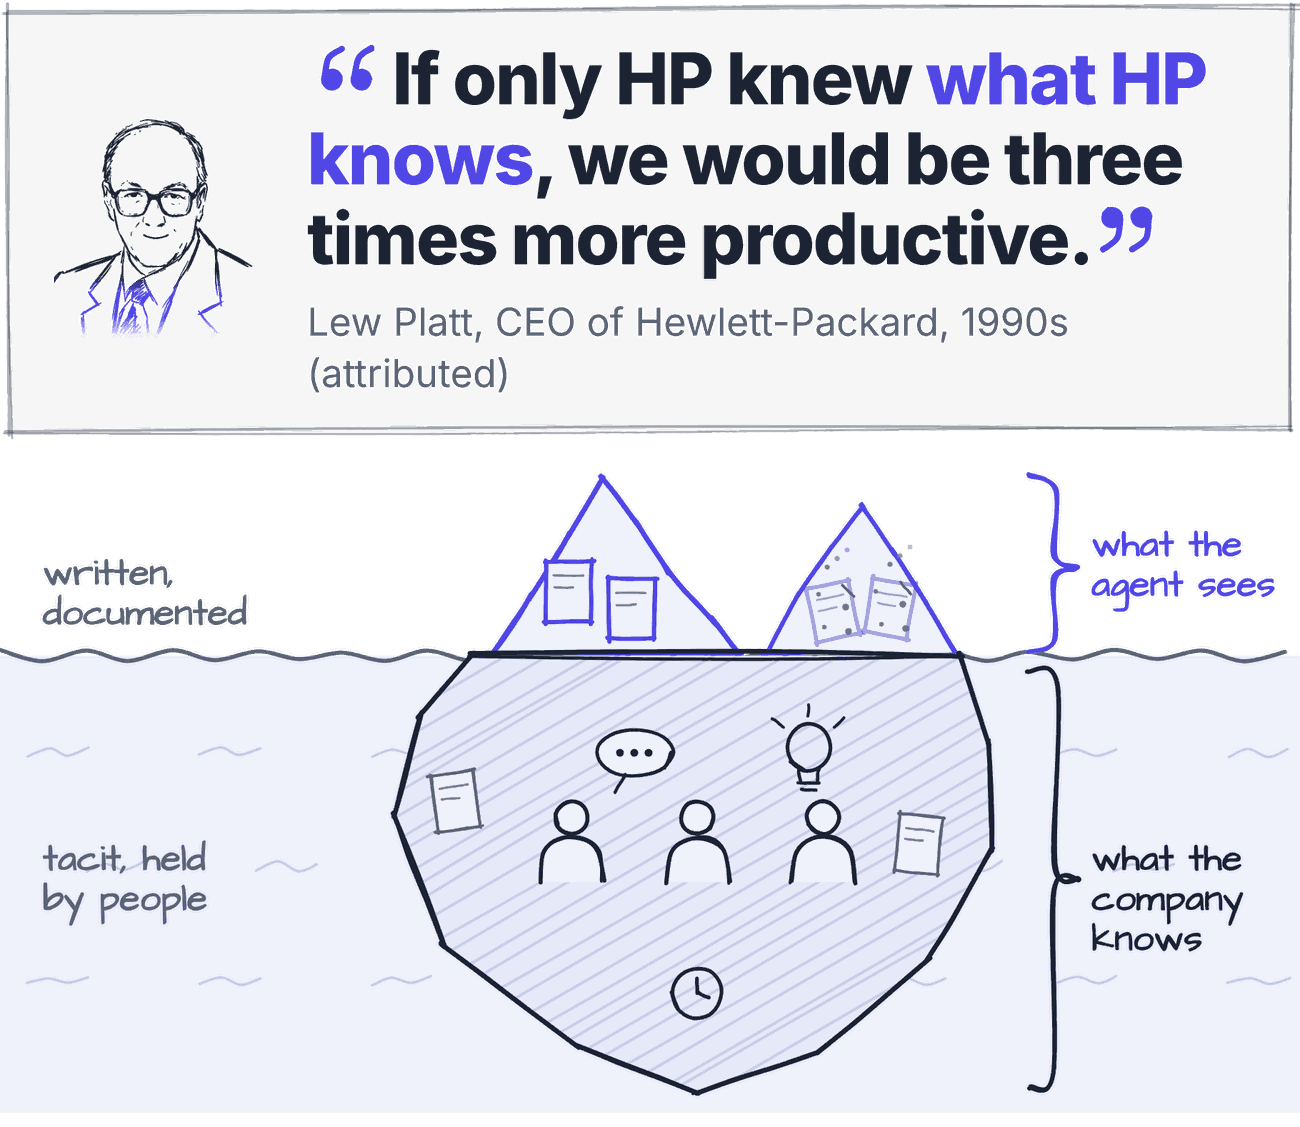 “ If only HP knew what HP
knows, we would be three
times more productive.”
Lew Platt, CEO of Hewlett-Packard, 1990s
(attributed)
written,
documented
what the
agent sees
tacit, held
by people
what the
company
knows